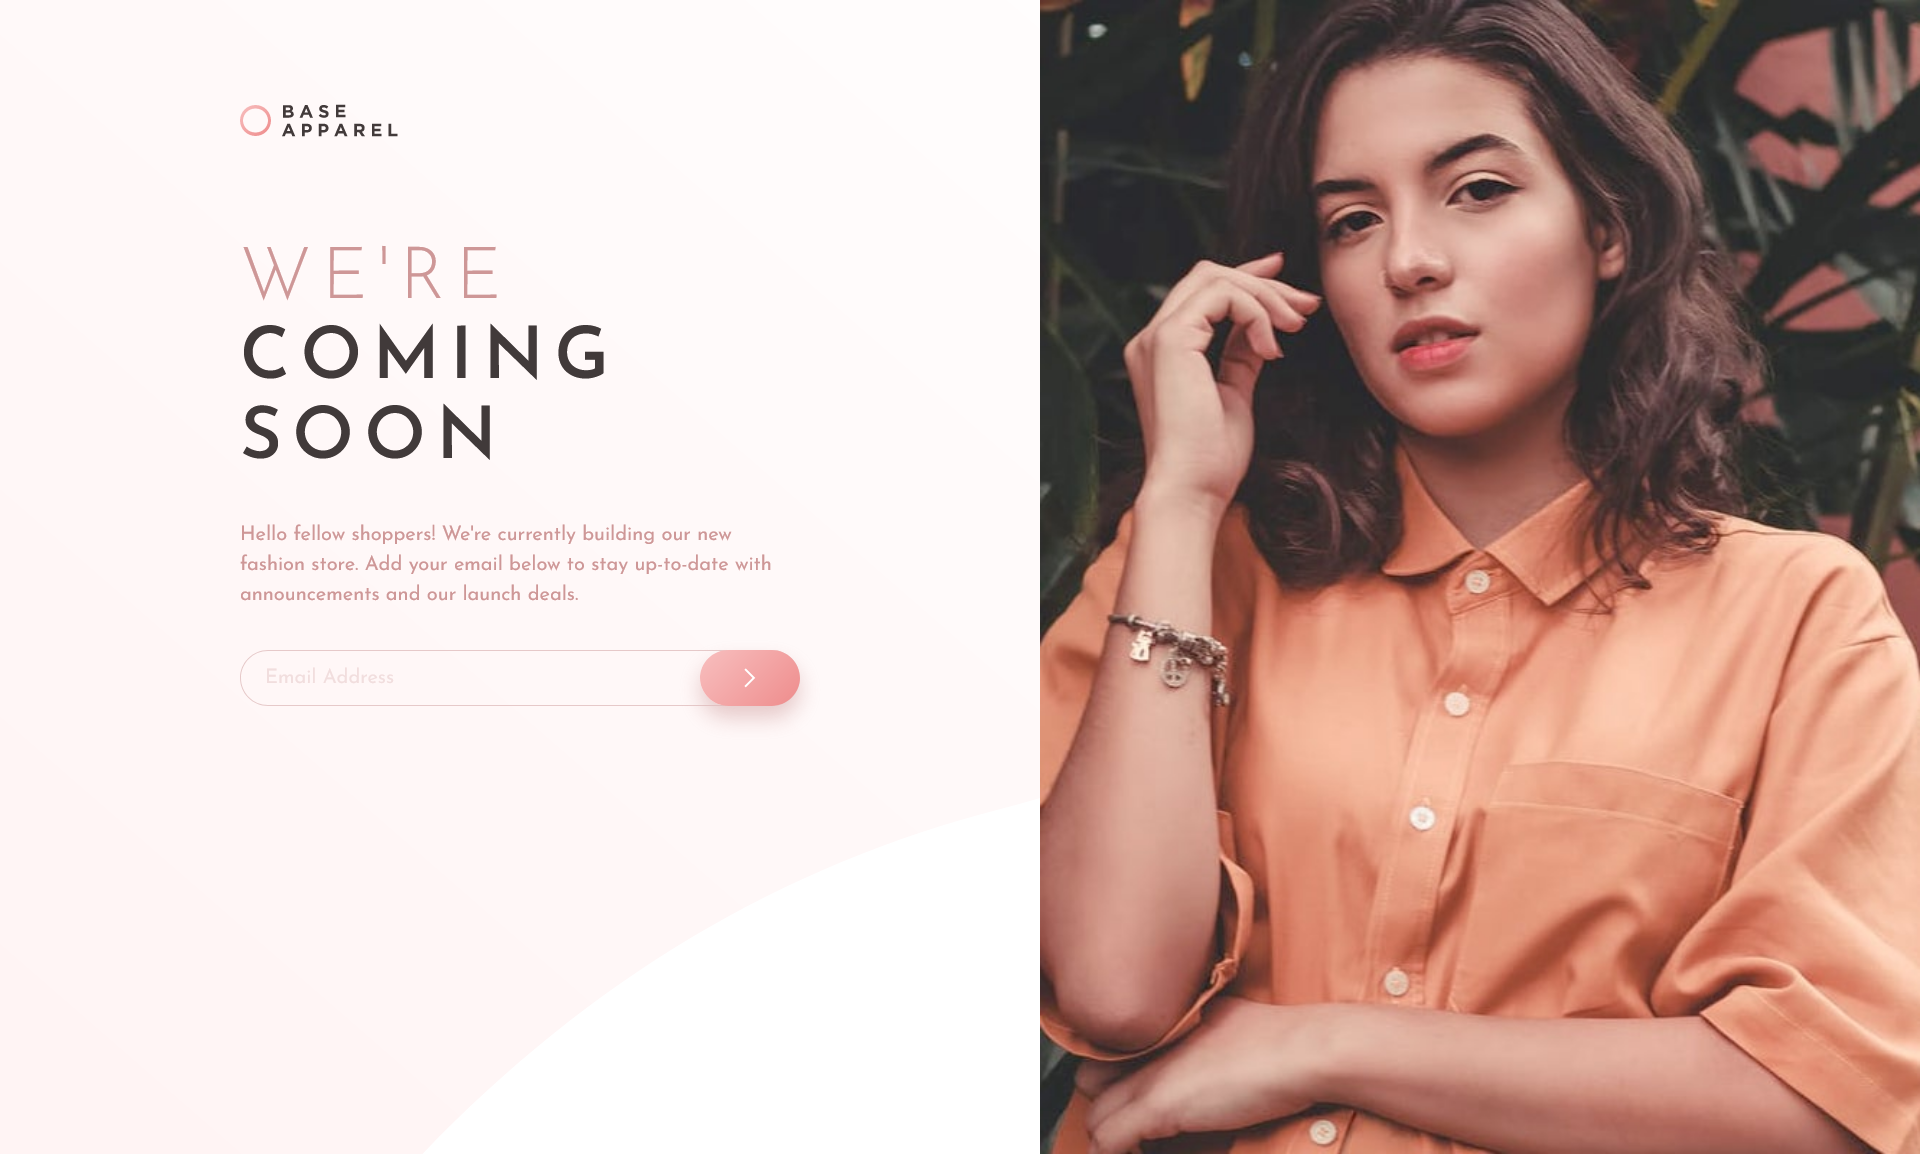 BASE
APPAREL
WE'RE
COMING
SOON
Hello fellow shoppers! We're currently building our new
fashion store. Add your email below to stay up-to-date with
announcements and our launch deals.
Email Address